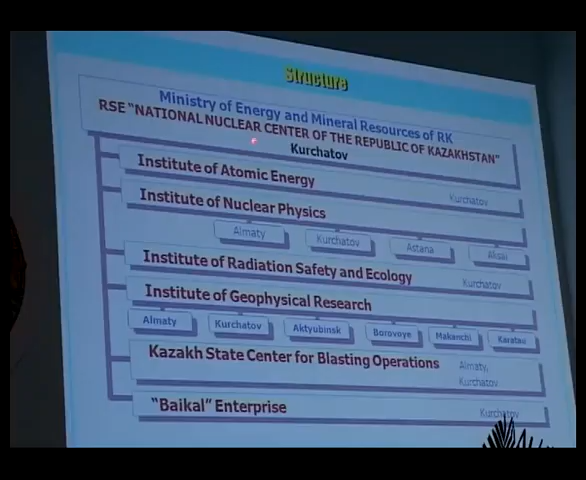 Structure
Ministry of Energy and Mineral Resources of RK
RSE "NATIONAL NUCLEAR CENTER OF THE REPUBLIC OF KAZAKHSTAN"
Kurchatov
Institute of Atomic Energy
Kurchatov
Institute of Nuclear Physics
Almaty Kurchatov Astana Aksai
Institute of Radiation Safety and Ecology
Kurchatov
Institute of Geophysical Research
Almaty Kurchatov Aktyubinsk Borovoye Makanchi Karatau
Kazakh State Center for Blasting Operations
Almaty,
Kurchatov
"Baikal" Enterprise
Kurchatov